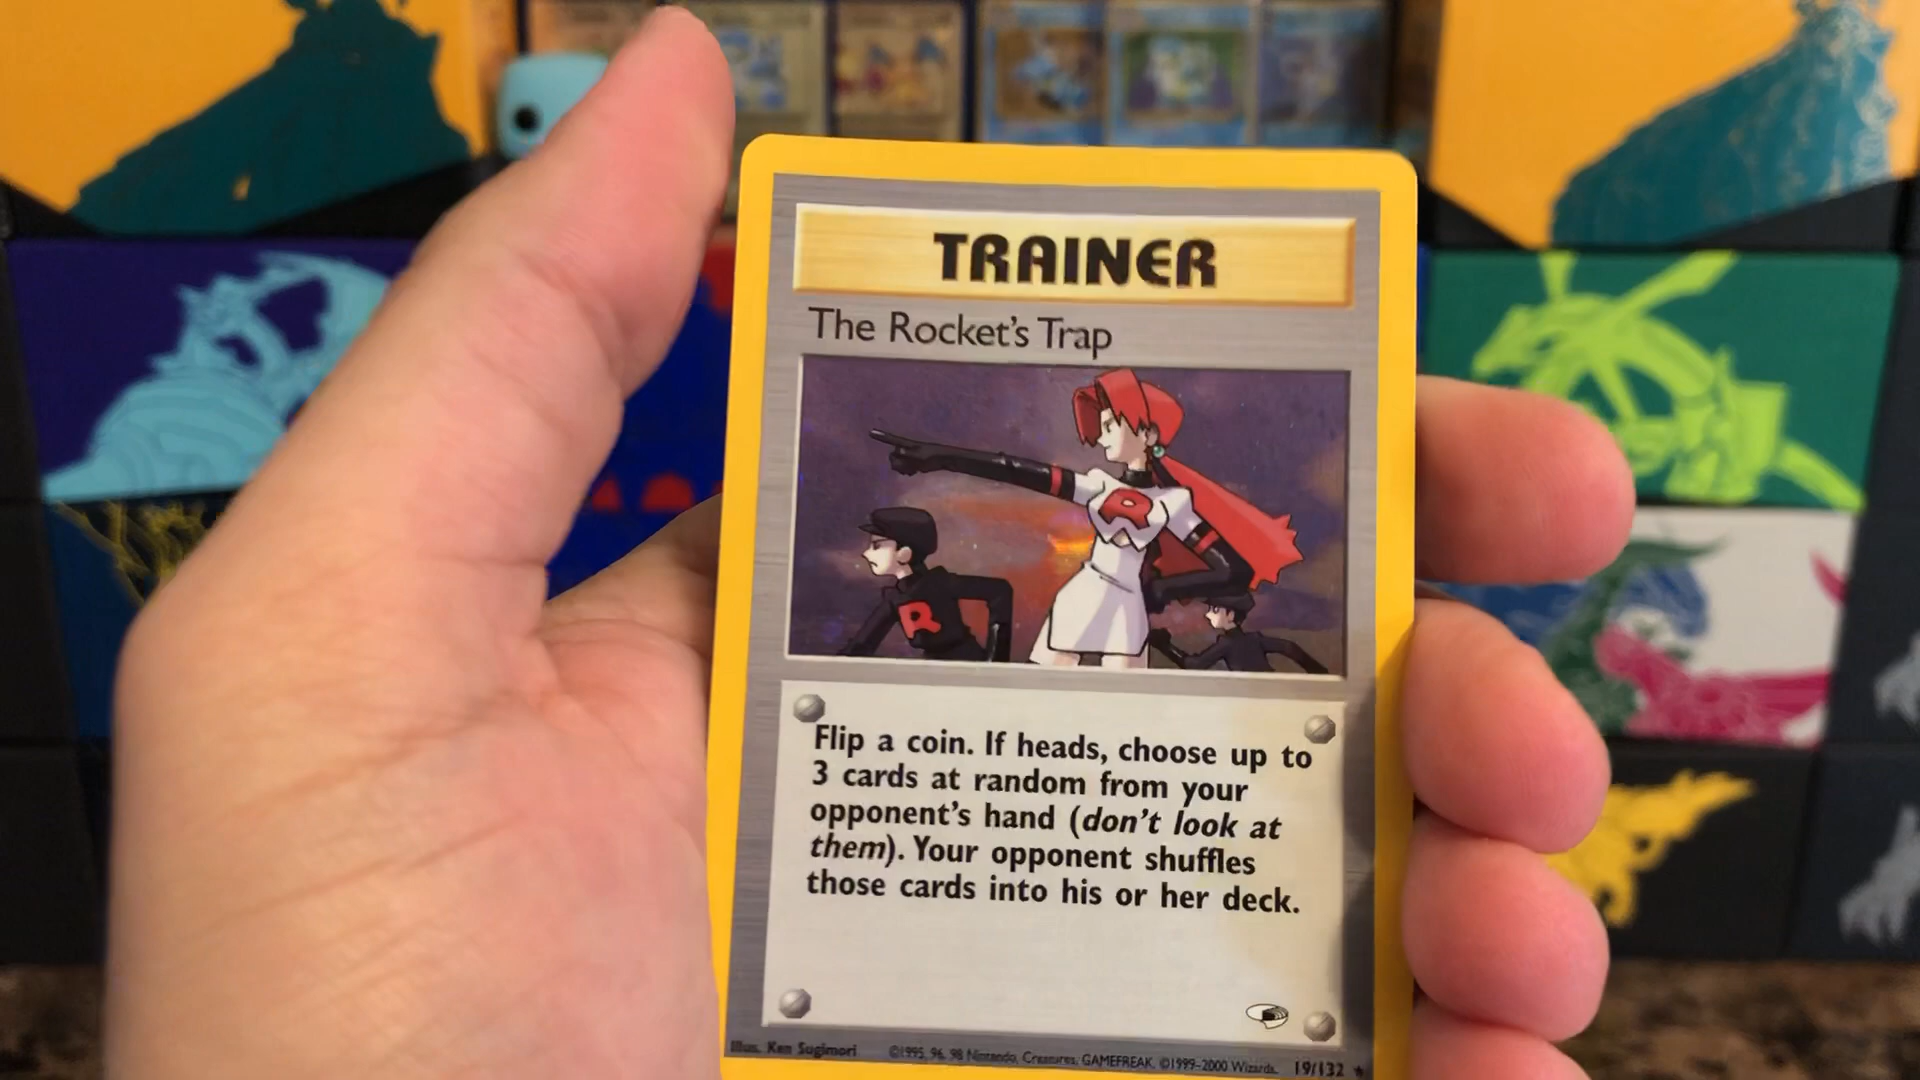 TRAINER
The Rocket's Trap
R
R
Flip a coin. If heads, choose up to
3 cards at random from your
opponent's hand (don't look at
them). Your opponent shuffles
those cards into his or her deck.
Illus. Ken Sugimori ©1995, 96, 98 Nintendo, Creatures, GAMEFREAK. ©1999-2000 Wizards. 19/132 ★